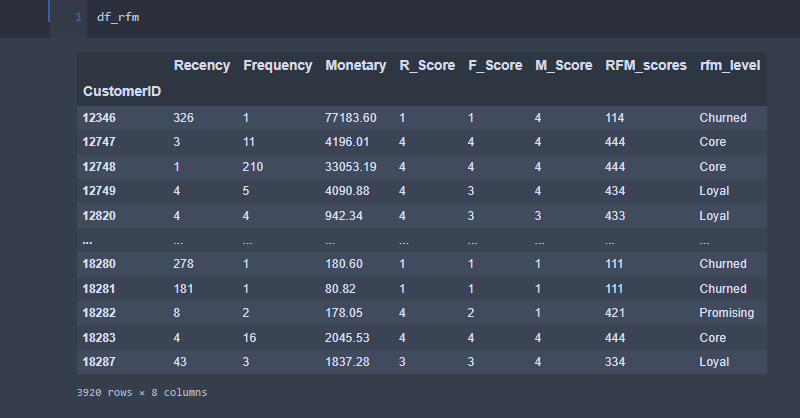 1 df_rfm
Recency Frequency Monetary R_Score F_Score M_Score RFM_scores rfm_level
CustomerID
12346 326 1 77183.60 1 1 4 114 Churned
12747 3 11 4196.01 4 4 4 444 Core
12748 1 210 33053.19 4 4 4 444 Core
12749 4 5 4090.88 4 3 4 434 Loyal
12820 4 4 942.34 4 3 3 433 Loyal
... ... ... ... ... ... ... ... ...
18280 278 1 180.60 1 1 1 111 Churned
18281 181 1 80.82 1 1 1 111 Churned
18282 8 2 178.05 4 2 1 421 Promising
18283 4 16 2045.53 4 4 4 444 Core
18287 43 3 1837.28 3 3 4 334 Loyal
3920 rows × 8 columns